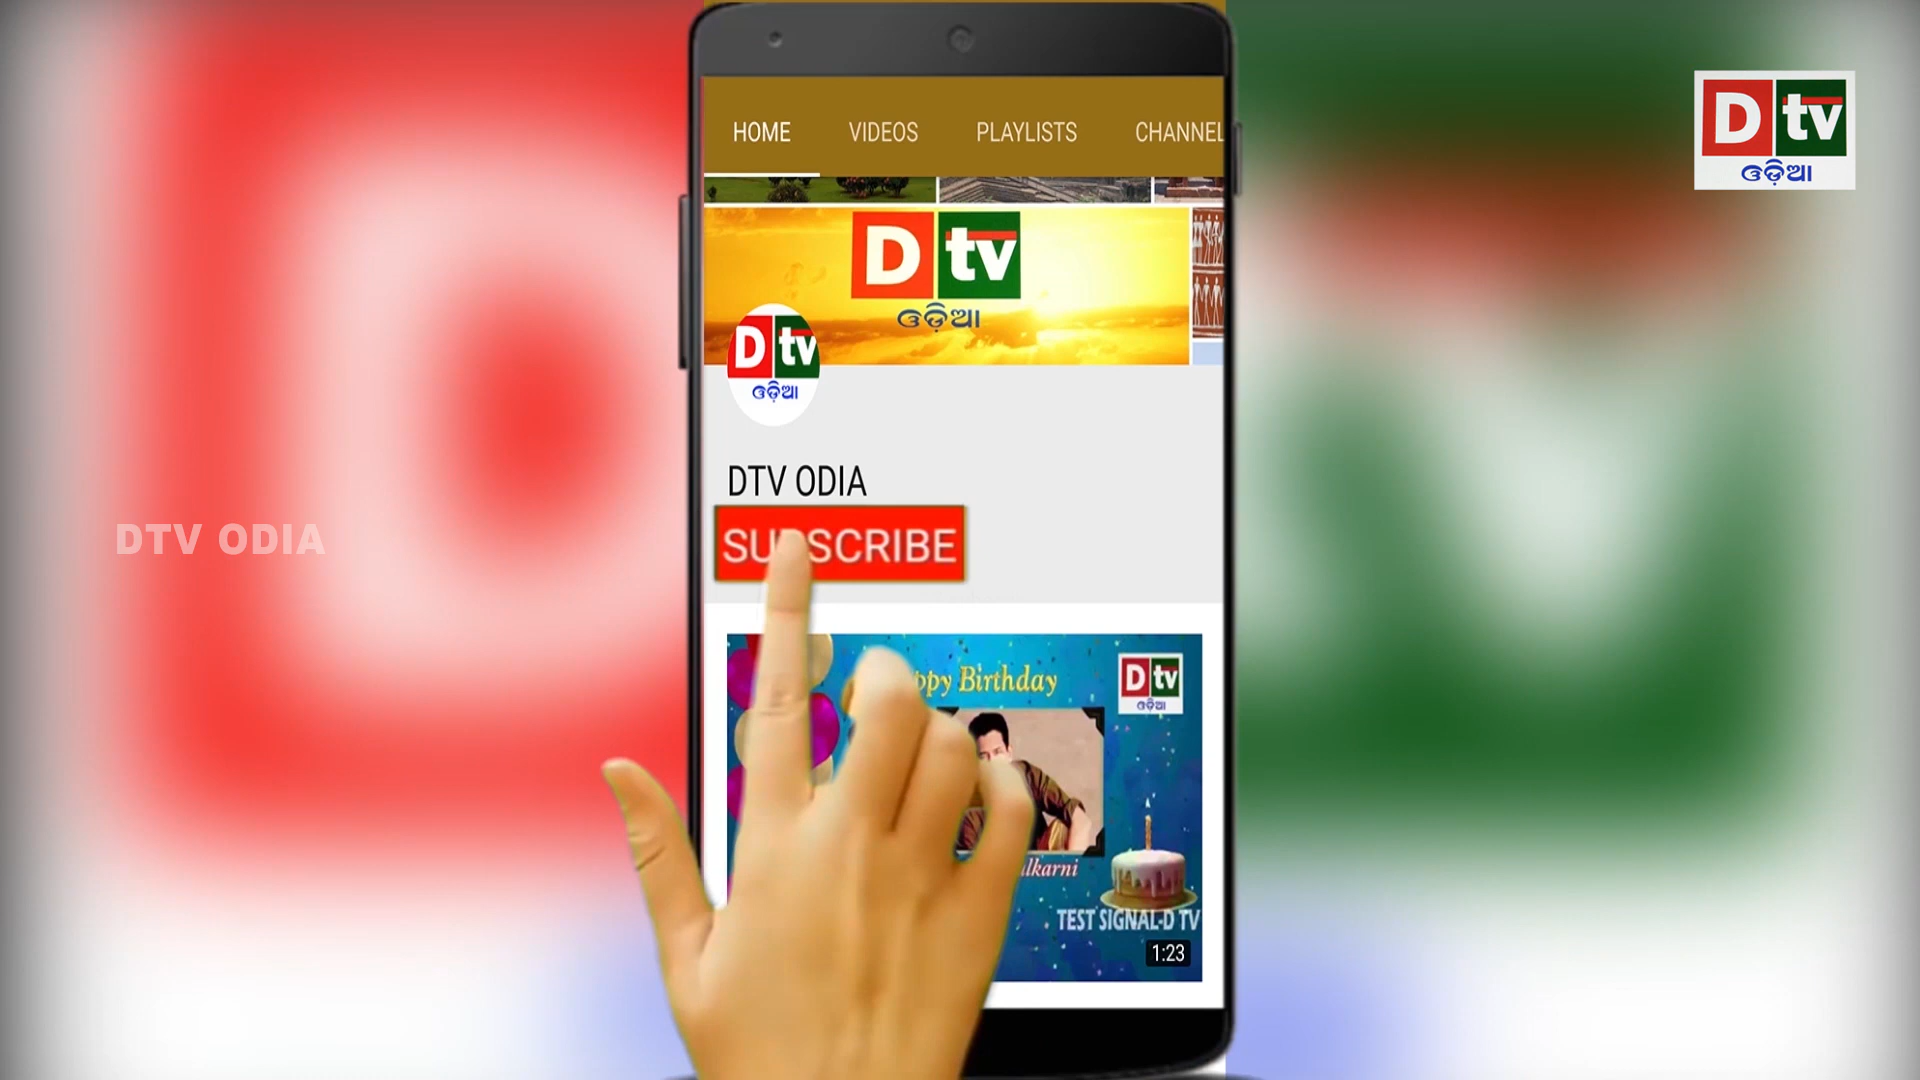 HOME VIDEOS PLAYLISTS CHANNEL
D tv
ଓଡ଼ିଆ
D tv
ଓଡ଼ିଆ
D tv
ଓଡ଼ିଆ
DTV ODIA
DTV ODIA
SUBSCRIBE
Birthday
D tv
ଓଡ଼ିଆ
TEST SIGNAL-D TV
1:23